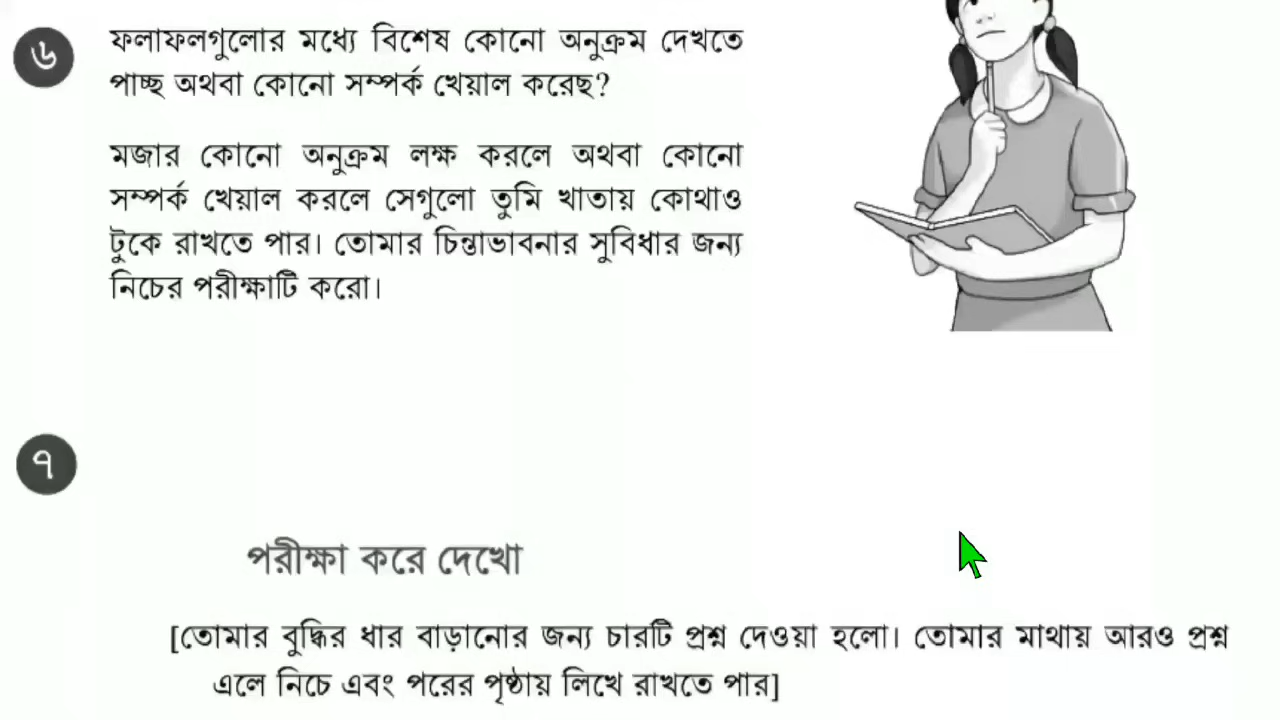 ৬
ফলাফলগুলোর মধ্যে বিশেষ কোনো অনুক্রম দেখতে
পাচ্ছ অথবা কোনো সম্পর্ক খেয়াল করেছ?
মজার কোনো অনুক্রম লক্ষ করলে অথবা কোনো
সম্পর্ক খেয়াল করলে সেগুলো তুমি খাতায় কোথাও
টুকে রাখতে পার। তোমার চিন্তাভাবনার সুবিধার জন্য
নিচের পরীক্ষাটি করো।
৭
পরীক্ষা করে দেখো
[তোমার বুদ্ধির ধার বাড়ানোর জন্য চারটি প্রশ্ন দেওয়া হলো। তোমার মাথায় আরও প্রশ্ন
এলে নিচে এবং পরের পৃষ্ঠায় লিখে রাখতে পার]